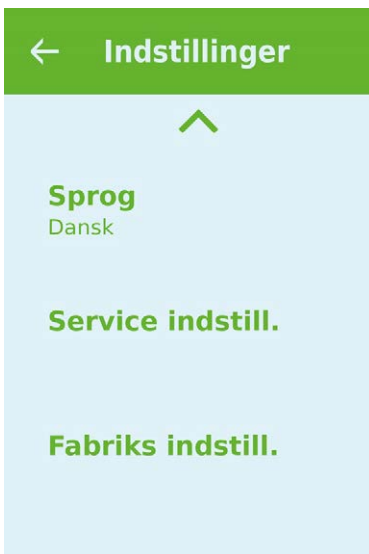 Indstillinger
Sprog
Dansk
Service indstill.
Fabriks indstill.